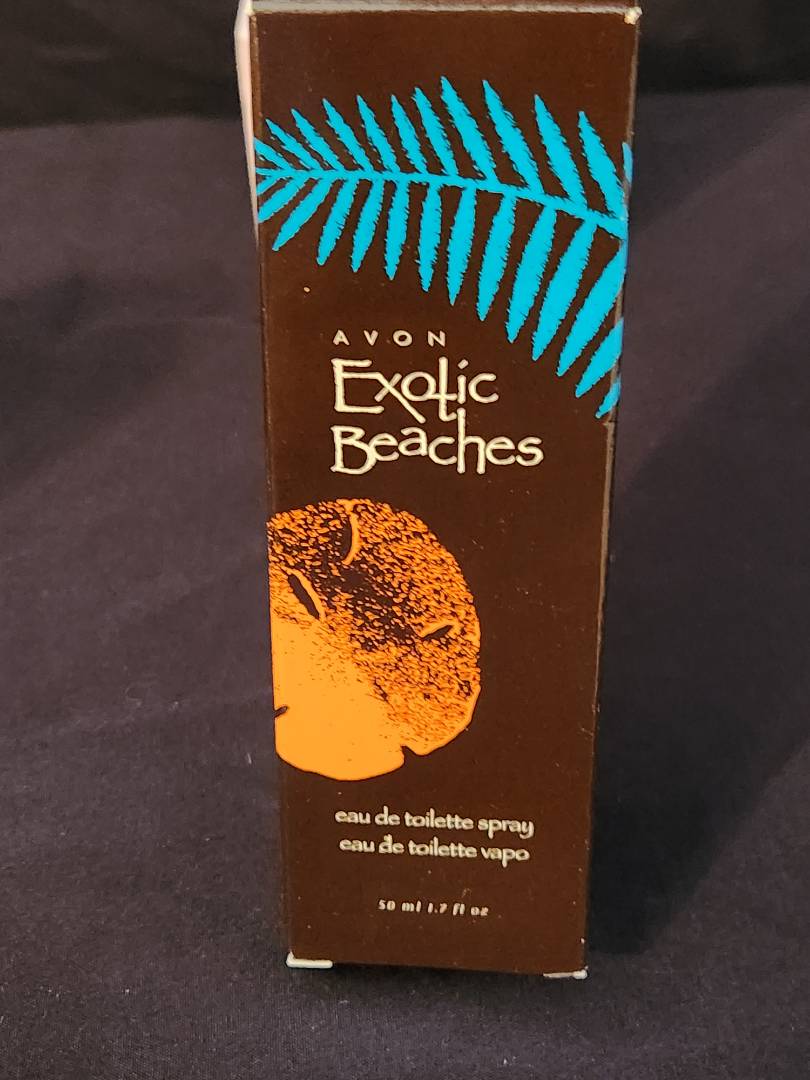 AVON
Exotic
Beaches
eau de toilette spray
eau de toilette vapo
50 ml 1.7 fl oz